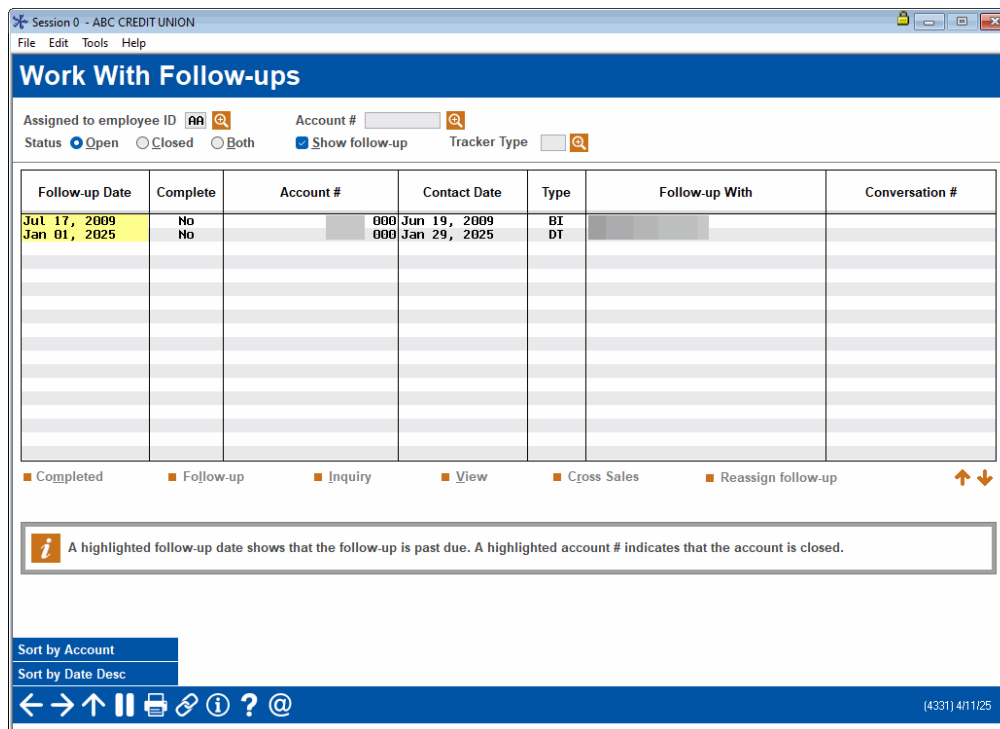 Session 0 - ABC CREDIT UNION
File Edit Tools Help
Work With Follow-ups
Assigned to employee ID AA Account #
Status Open Closed Both Show follow-up Tracker Type
Follow-up Date Complete Account # Contact Date Type Follow-up With Conversation #
Jul 17, 2009 No 000 Jun 19, 2009 BI
Jan 01, 2025 No 000 Jan 29, 2025 DT
Completed Follow-up Inquiry View Cross Sales Reassign follow-up
i A highlighted follow-up date shows that the follow-up is past due. A highlighted account # indicates that the account is closed.
Sort by Account
Sort by Date Desc
(4331) 4/11/25